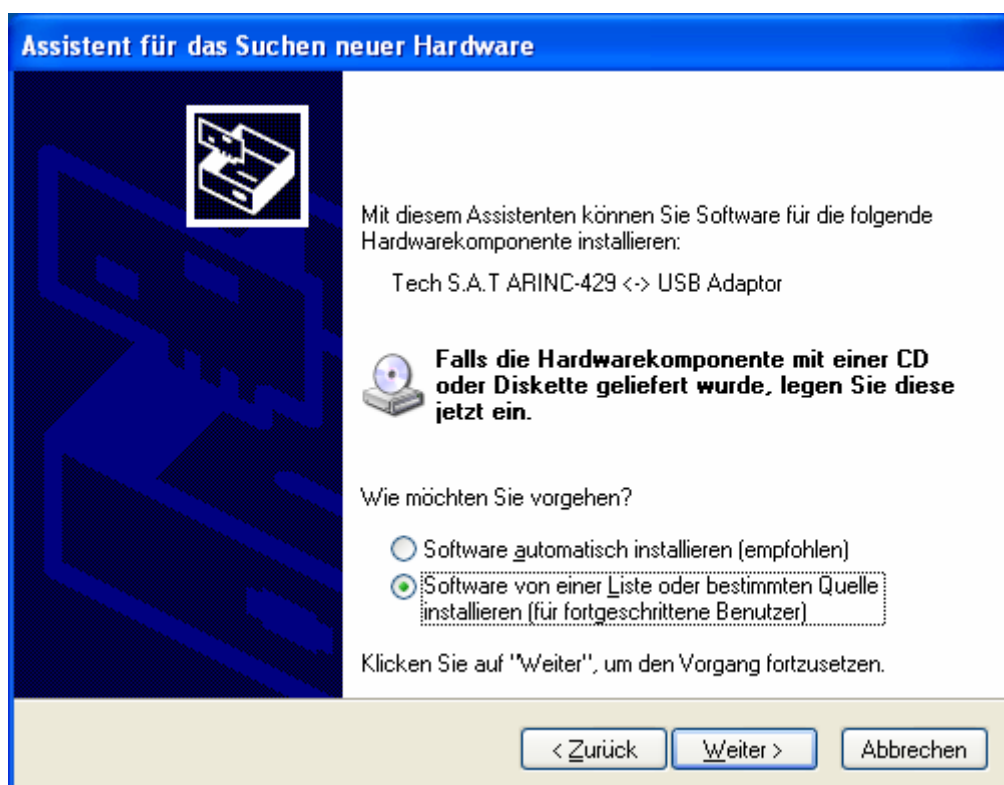 Assistent für das Suchen neuer Hardware
Mit diesem Assistenten können Sie Software für die folgende
Hardwarekomponente installieren:
Tech S.A.T ARINC-429 <-> USB Adaptor
Falls die Hardwarekomponente mit einer CD
oder Diskette geliefert wurde, legen Sie diese
jetzt ein.
Wie möchten Sie vorgehen?
Software automatisch installieren (empfohlen)
Software von einer Liste oder bestimmten Quelle
installieren (für fortgeschrittene Benutzer)
Klicken Sie auf "Weiter", um den Vorgang fortzusetzen.
< Zurück Weiter > Abbrechen